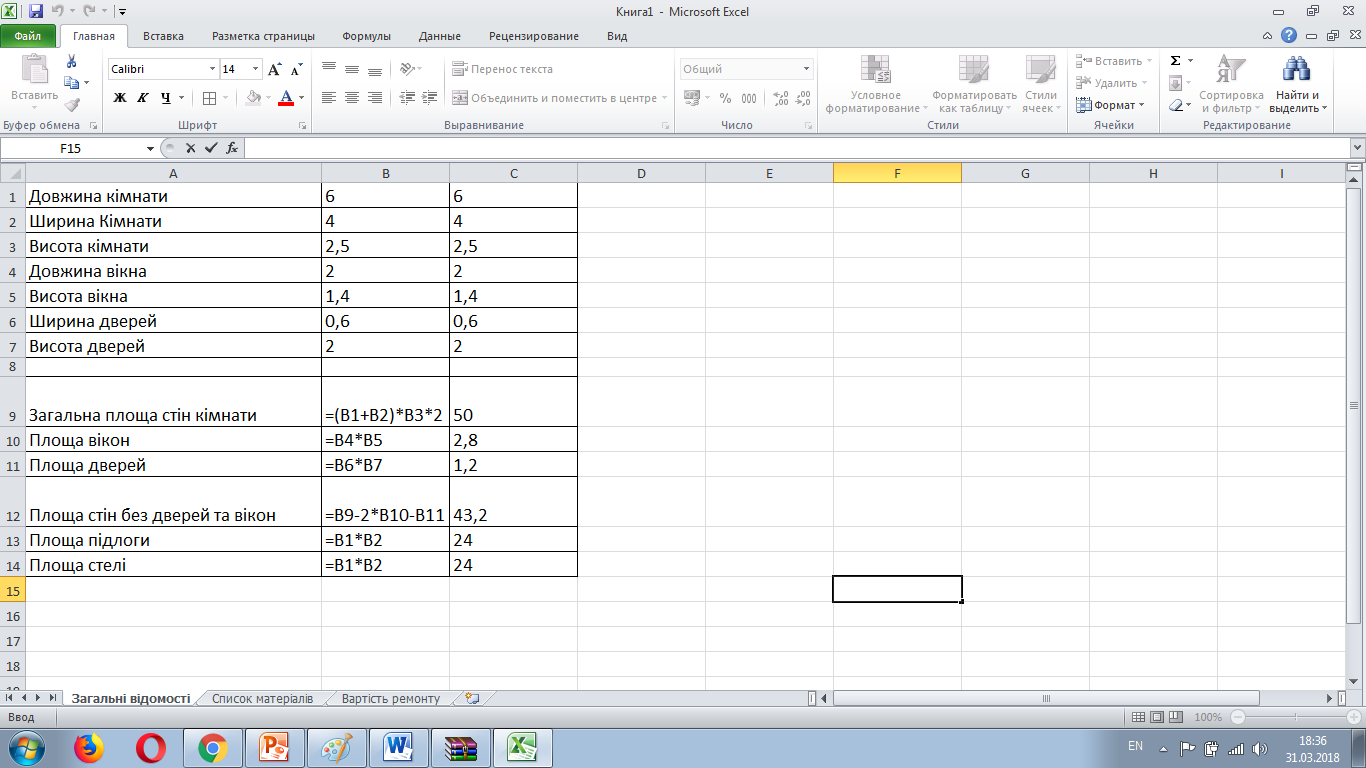 Книга1 - Microsoft Excel
Файл Главная Вставка Разметка страницы Формулы Данные Рецензирование Вид
Вставить
Буфер обмена
Calibri 14
Ж К Ч
Шрифт
Перенос текста
Объединить и поместить в центре
Выравнивание
Общий
% 000
Число
Условное форматирование
Форматировать как таблицу
Стили ячеек
Стили
Вставить
Удалить
Формат
Ячейки
Σ
Сортировка и фильтр
Найти и выделить
Редактирование
F15 fx
A B C D E F G H I
1 Довжина кімнати 6 6
2 Ширина Кімнати 4 4
3 Висота кімнати 2,5 2,5
4 Довжина вікна 2 2
5 Висота вікна 1,4 1,4
6 Ширина дверей 0,6 0,6
7 Висота дверей 2 2
8
9 Загальна площа стін кімнати =(B1+B2)*B3*2 50
10 Площа вікон =B4*B5 2,8
11 Площа дверей =B6*B7 1,2
12 Площа стін без дверей та вікон =B9-2*B10-B11 43,2
13 Площа підлоги =B1*B2 24
14 Площа стелі =B1*B2 24
15
16
17
18
Загальні відомості Список матеріалів Вартість ремонту
Ввод 100%
EN 18:36
31.03.2018